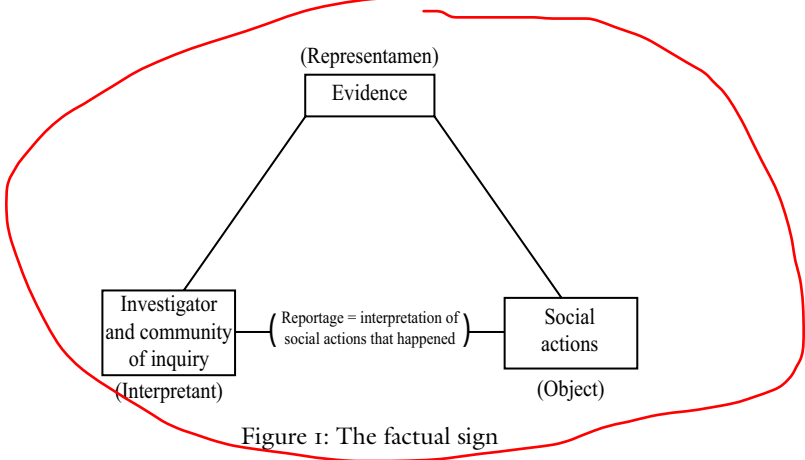 (Representamen)
Evidence
Investigator
and community
of inquiry
(Interpretant)
(Reportage = interpretation of
social actions that happened)
Social
actions
(Object)
Figure 1: The factual sign